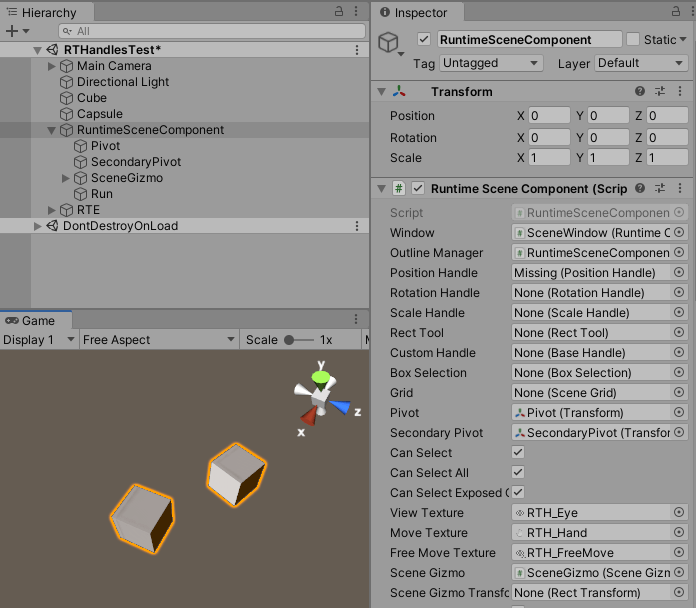 Hierarchy
All
RTHandlesTest*
Main Camera
Directional Light
Cube
Capsule
RuntimeSceneComponent
Pivot
SecondaryPivot
SceneGizmo
Run
RTE
DontDestroyOnLoad
Game
Display 1 Free Aspect Scale 1x
y
z
x
Inspector
RuntimeSceneComponent Static
Tag Untagged Layer Default
Transform
Position X 0 Y 0 Z 0
Rotation X 0 Y 0 Z 0
Scale X 1 Y 1 Z 1
# Runtime Scene Component (Scrip
Script RuntimeSceneComponen
Window SceneWindow (Runtime C
Outline Manager RuntimeSceneComponen
Position Handle Missing (Position Handle)
Rotation Handle None (Rotation Handle)
Scale Handle None (Scale Handle)
Rect Tool None (Rect Tool)
Custom Handle None (Base Handle)
Box Selection None (Box Selection)
Grid None (Scene Grid)
Pivot Pivot (Transform)
Secondary Pivot SecondaryPivot (Transfor
Can Select
Can Select All
Can Select Exposed
View Texture RTH_Eye
Move Texture RTH_Hand
Free Move Texture RTH_FreeMove
Scene Gizmo SceneGizmo (Scene Gizm
Scene Gizmo Transfo None (Rect Transform)